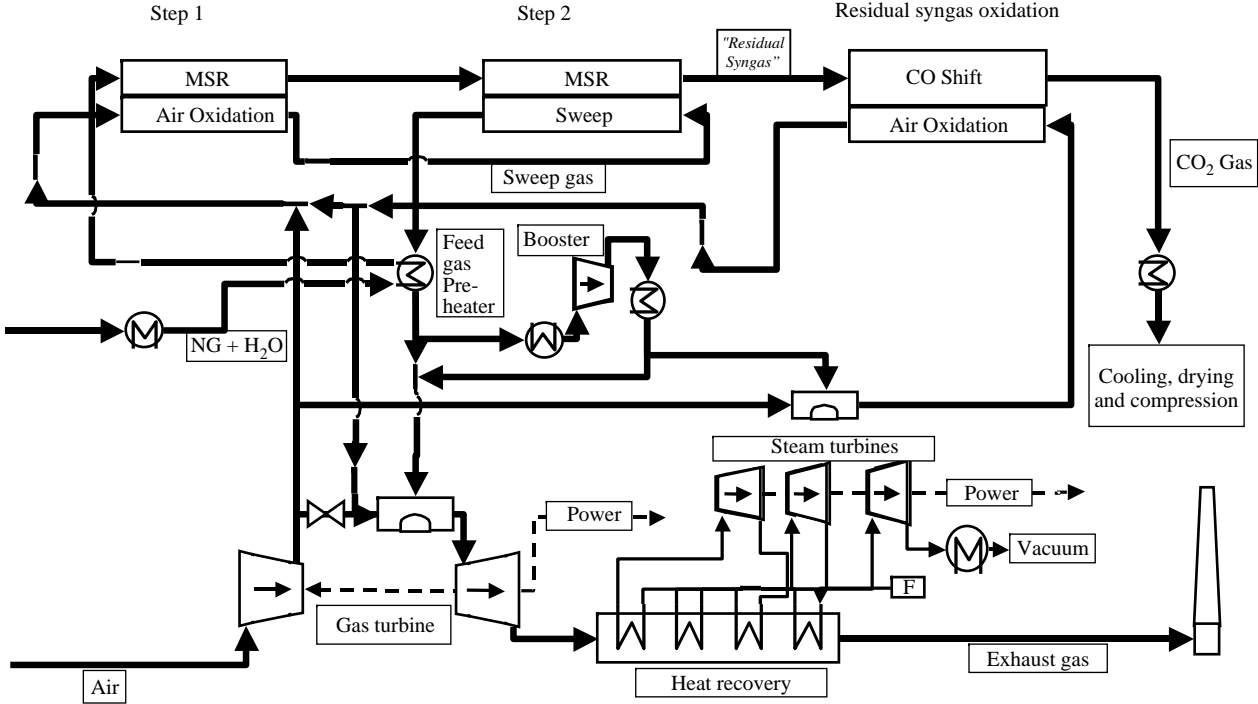 Step 1
Step 2
Residual syngas oxidation
"Residual
Syngas”
MSR
MSR
CO Shift
Air Oxidation
Sweep
Air Oxidation
Sweep gas
CO2 Gas
Feed
gas
Pre-
heater
Booster
NG + H2O
Cooling, drying
and compression
Steam turbines
Power
Power
Vacuum
F
Gas turbine
Air
Heat recovery
Exhaust gas